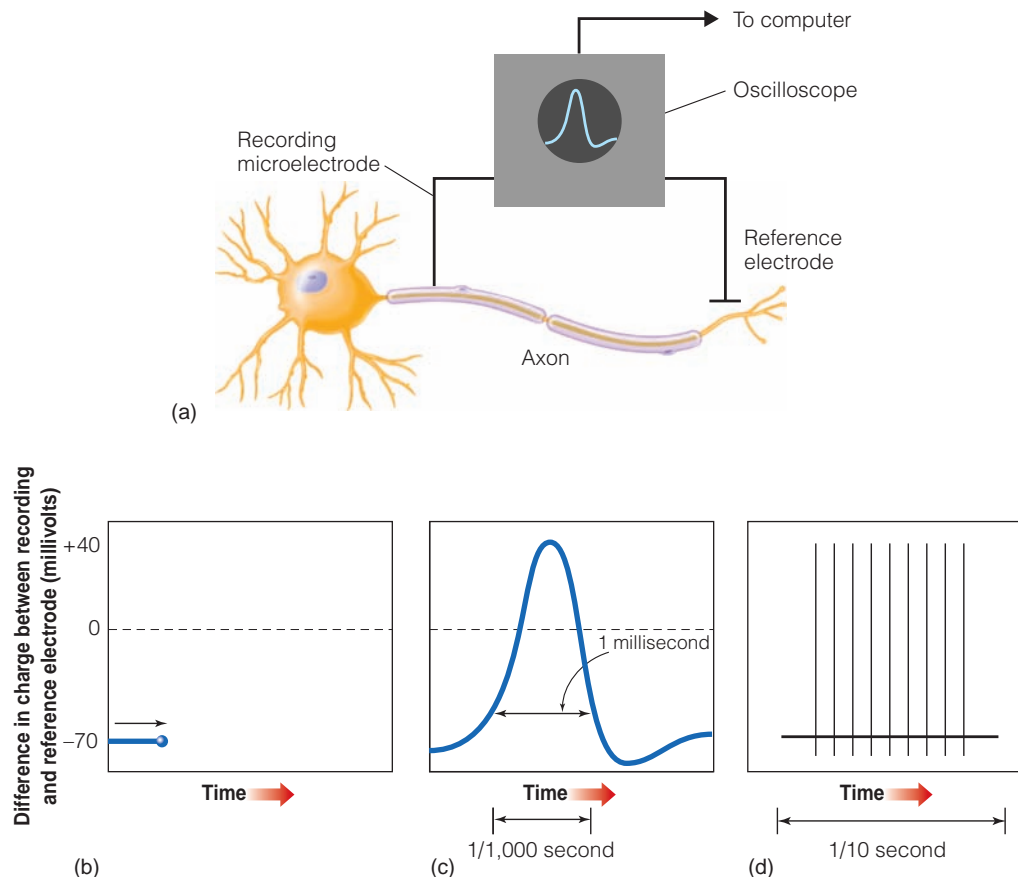 To computer
Oscilloscope
Recording
microelectrode
Reference
electrode
Axon
(a)
Difference in charge between recording
and reference electrode (millivolts)
+40
0
–70
Time
(b)
1 millisecond
Time
1/1,000 second
(c)
Time
1/10 second
(d)